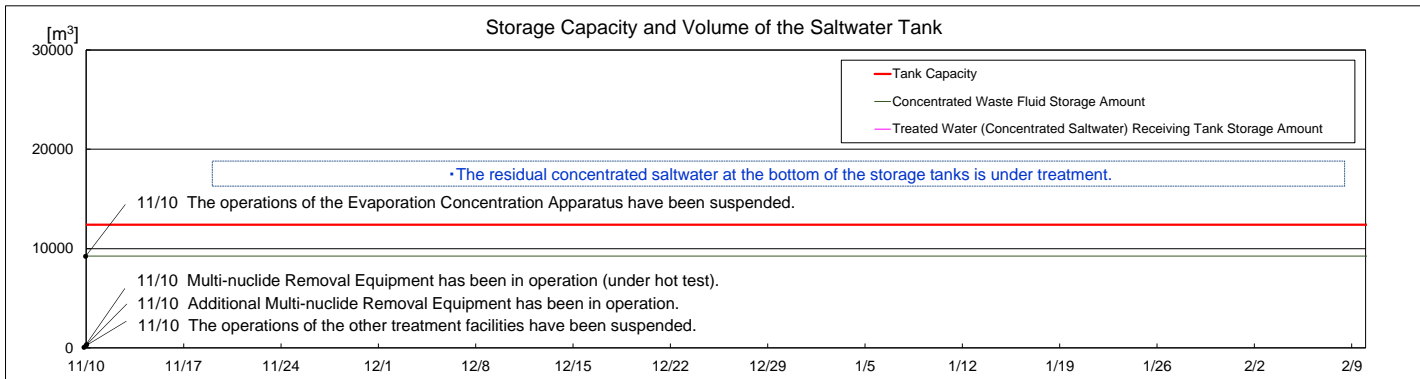 Storage Capacity and Volume of the Saltwater Tank
[m³]
30000
Tank Capacity
Concentrated Waste Fluid Storage Amount
Treated Water (Concentrated Saltwater) Receiving Tank Storage Amount
20000
・The residual concentrated saltwater at the bottom of the storage tanks is under treatment.
11/10 The operations of the Evaporation Concentration Apparatus have been suspended.
10000
11/10 Multi-nuclide Removal Equipment has been in operation (under hot test).
11/10 Additional Multi-nuclide Removal Equipment has been in operation.
11/10 The operations of the other treatment facilities have been suspended.
0
11/10 11/17 11/24 12/1 12/8 12/15 12/22 12/29 1/5 1/12 1/19 1/26 2/2 2/9